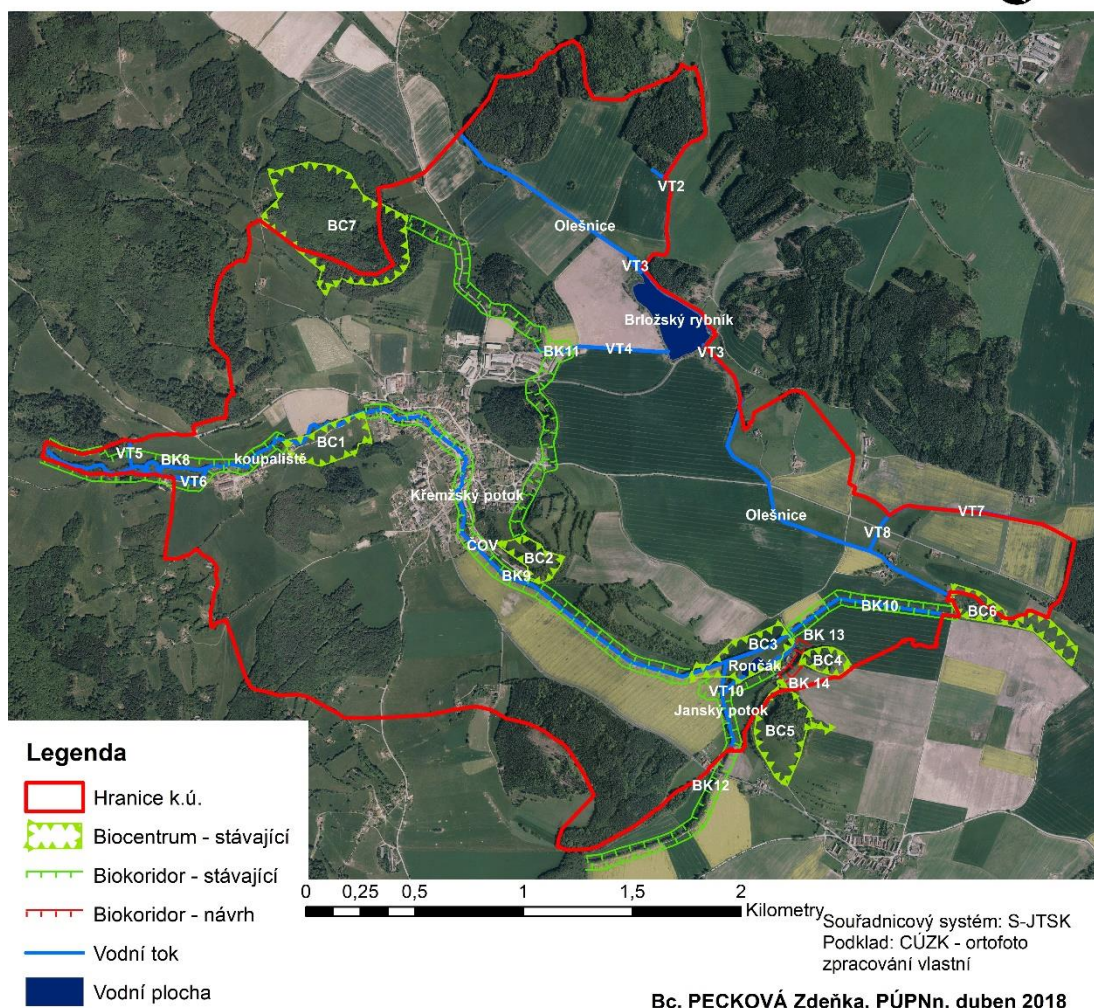 VT2
BC7
Olešnice
VT3
Brložský rybník
BK11
VT4
VT3
BC1
VT5
BK8
koupaliště
VT6
Křemžský potok
Olešnice
VT7
VT8
ČOV
BC2
BK9
BK10
BC6
BK 13
BC3
BC4
Rončák
BK 14
VT10
Janský potok
BC5
BK12
Legenda
Hranice k.ú.
Biocentrum - stávající
Biokoridor - stávající
Biokoridor - návrh
Vodní tok
Vodní plocha
0 0,25 0,5 1 1,5 2
Kilometry
Souřadnicový systém: S-JTSK
Podklad: CÚZK - ortofoto
zpracování vlastní
Bc. PECKOVÁ Zdeňka, PÚPNn, duben 2018